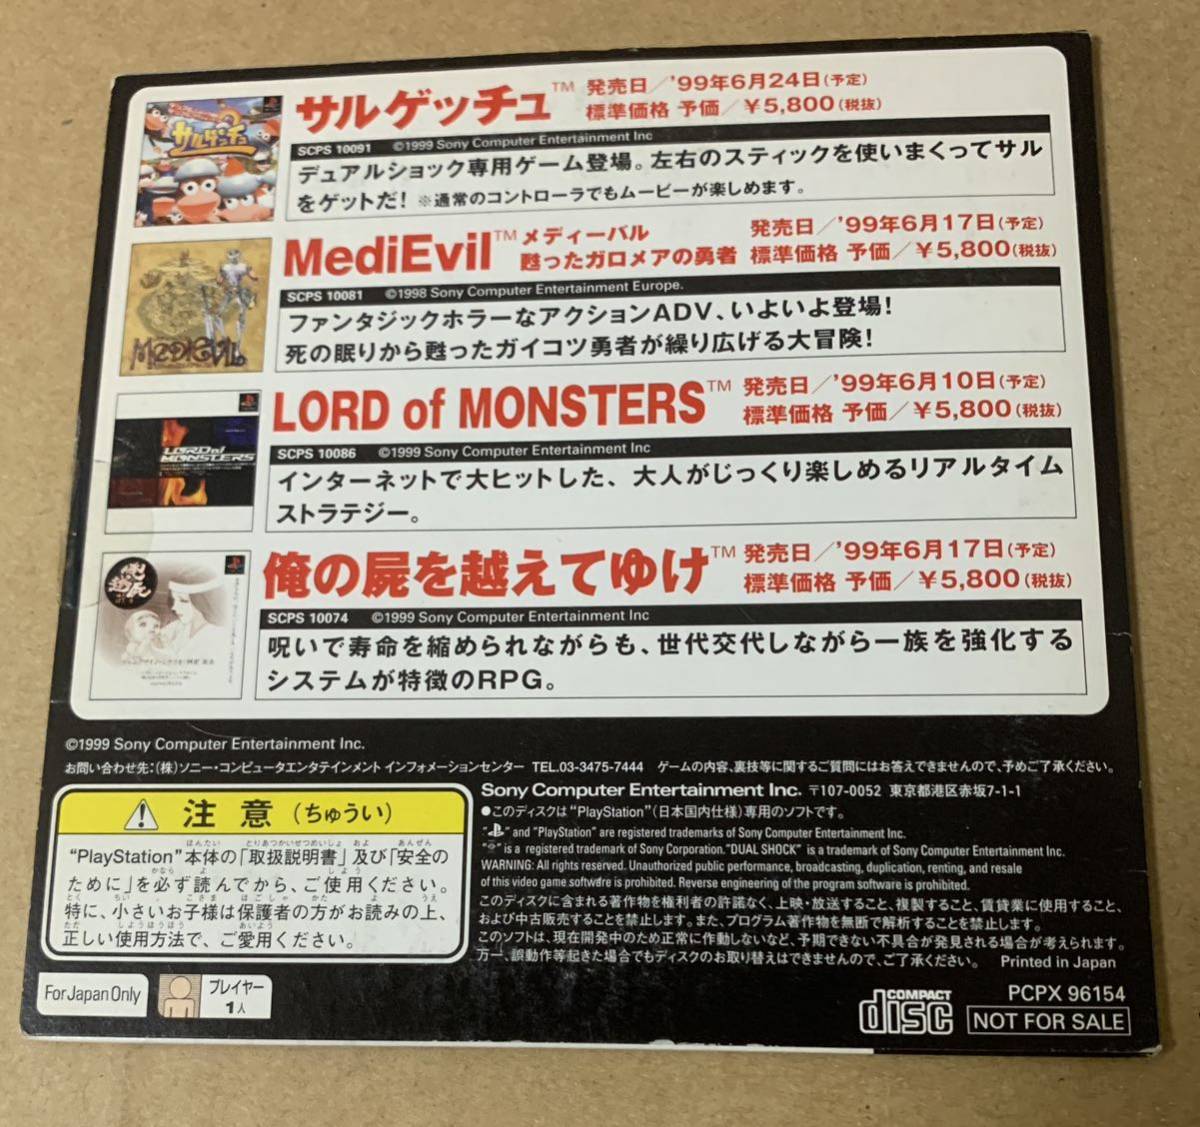 サルゲッチュ™ 発売日／'99年6月24日(予定)
標準価格 予価／￥5,800(税抜)
サルゲッチュ
SCPS 10091 ©1999 Sony Computer Entertainment Inc
デュアルショック専用ゲーム登場。左右のスティックを使いまくってサル
をゲットだ! ※通常のコントローラでもムービーが楽しめます。
MediEvil™ メディーバル 発売日／'99年6月17日(予定)
甦ったガロメアの勇者 標準価格 予価／￥5,800(税抜)
MEDIEVIL
SCPS 10081 ©1998 Sony Computer Entertainment Europe.
ファンタジックホラーなアクションADV、いよいよ登場!
死の眠りから甦ったガイコツ勇者が繰り広げる大冒険!
LORD of MONSTERS™ 発売日／'99年6月10日(予定)
標準価格 予価／￥5,800(税抜)
LORD of
MONSTERS
SCPS 10086 ©1999 Sony Computer Entertainment Inc
インターネットで大ヒットした、大人がじっくり楽しめるリアルタイム
ストラテジー。
俺の屍を越えてゆけ™ 発売日／'99年6月17日(予定)
標準価格 予価／￥5,800(税抜)
SCPS 10074 ©1999 Sony Computer Entertainment Inc
呪いで寿命を縮められながらも、世代交代しながら一族を強化する
システムが特徴のRPG。
©1999 Sony Computer Entertainment Inc.
お問い合わせ先:(株)ソニー・コンピュータエンタテインメント インフォメーションセンター TEL.03-3475-7444 ゲームの内容、裏技等に関するご質問にはお答えできませんので、予めご了承ください。
注意(ちゅうい)
"PlayStation"本体の「取扱説明書」及び「安全の
ために」を必ず読んでから、ご使用ください。
特に、小さいお子様は保護者の方がお読みの上、
正しい使用方法で、ご愛用ください。
Sony Computer Entertainment Inc. 〒107-0052 東京都港区赤坂7-1-1
●このディスクは"PlayStation"(日本国内仕様)専用のソフトです。
" " and "PlayStation" are registered trademarks of Sony Computer Entertainment Inc.
" " is a registered trademark of Sony Corporation. "DUAL SHOCK" is a trademark of Sony Computer Entertainment Inc.
WARNING: All rights reserved. Unauthorized public performance, broadcasting, duplication, renting, and resale
of this video game software is prohibited. Reverse engineering of the program software is prohibited.
このディスクに含まれる著作物を権利者の許諾なく、上映・放送すること、複製すること、賃貸業に使用すること、
および中古販売することを禁止します。また、プログラム著作物を無断で解析することを禁止します。
このソフトは、現在開発中のため正常に作動しないなど、予期できない不具合が発見される場合が考えられます。
万一、誤動作等起きた場合でもディスクのお取り替えはできませんので、ご了承ください。 Printed in Japan
For Japan Only
プレイヤー
1人
COMPACT
disc
PCPX 96154
NOT FOR SALE